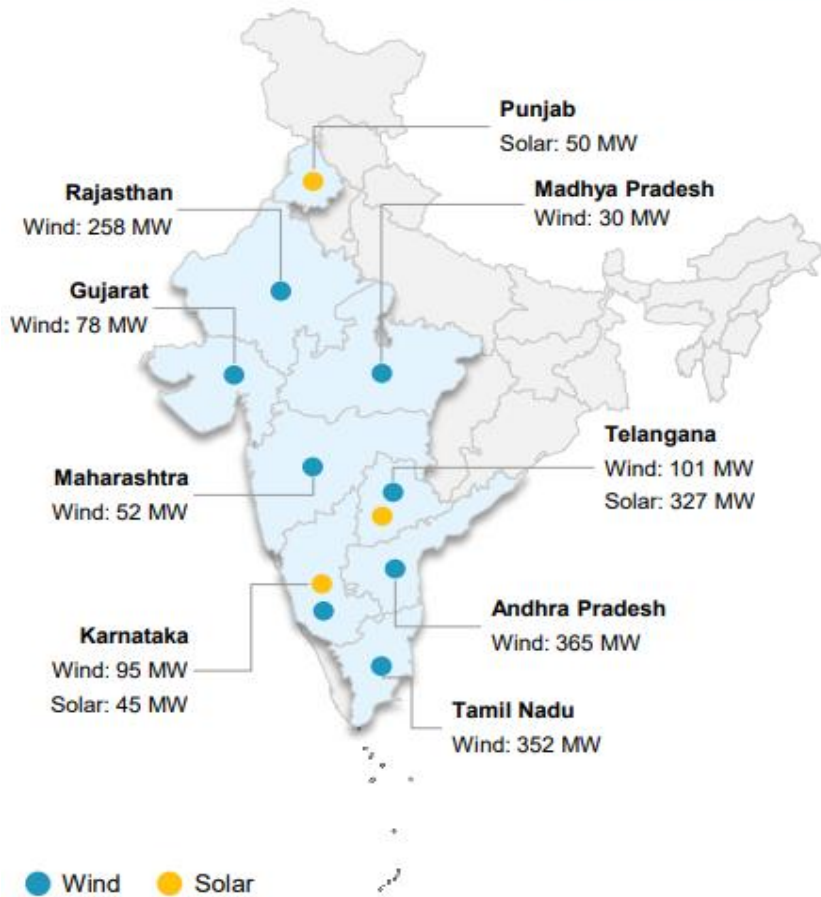 Punjab
Solar: 50 MW
Rajasthan
Wind: 258 MW
Madhya Pradesh
Wind: 30 MW
Gujarat
Wind: 78 MW
Telangana
Wind: 101 MW
Solar: 327 MW
Maharashtra
Wind: 52 MW
Andhra Pradesh
Wind: 365 MW
Karnataka
Wind: 95 MW
Solar: 45 MW
Tamil Nadu
Wind: 352 MW
Wind
Solar